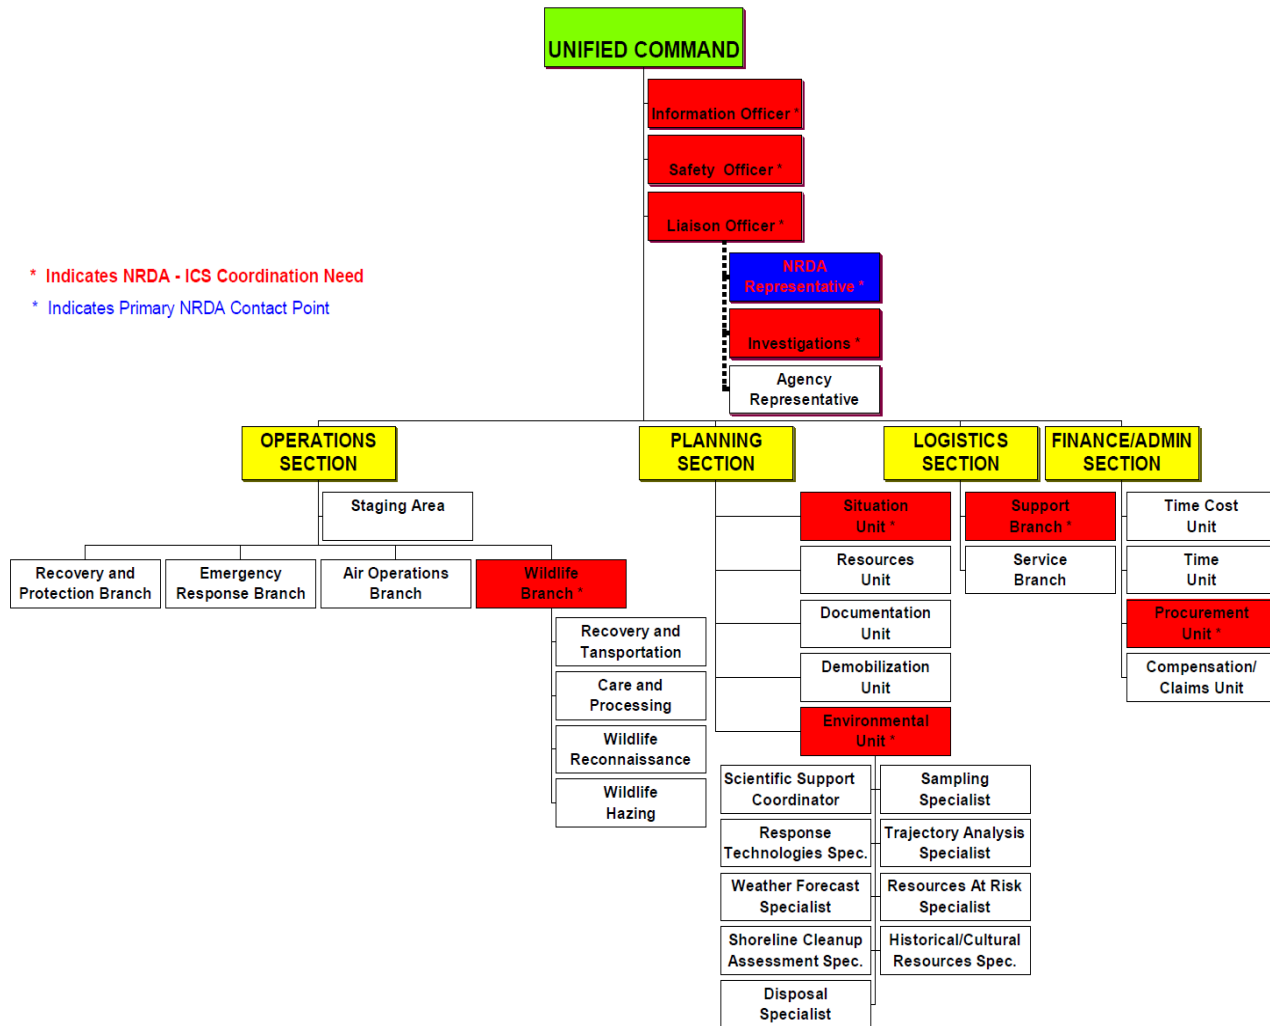 UNIFIED COMMAND
Information Officer *
Safety Officer *
Liaison Officer *
* Indicates NRDA - ICS Coordination Need
* Indicates Primary NRDA Contact Point
NRDA
Representative *
Investigations *
Agency
Representative
OPERATIONS
SECTION
PLANNING
SECTION
LOGISTICS
SECTION
FINANCE/ADMIN
SECTION
Staging Area
Recovery and
Protection Branch
Emergency
Response Branch
Air Operations
Branch
Wildlife
Branch *
Recovery and
Tansportation
Care and
Processing
Wildlife
Reconnaissance
Wildlife
Hazing
Situation
Unit *
Resources
Unit
Documentation
Unit
Demobilization
Unit
Environmental
Unit *
Scientific Support
Coordinator
Sampling
Specialist
Response
Technologies Spec.
Trajectory Analysis
Specialist
Weather Forecast
Specialist
Resources At Risk
Specialist
Shoreline Cleanup
Assessment Spec.
Historical/Cultural
Resources Spec.
Disposal
Specialist
Support
Branch *
Service
Branch
Time Cost
Unit
Time
Unit
Procurement
Unit *
Compensation/
Claims Unit